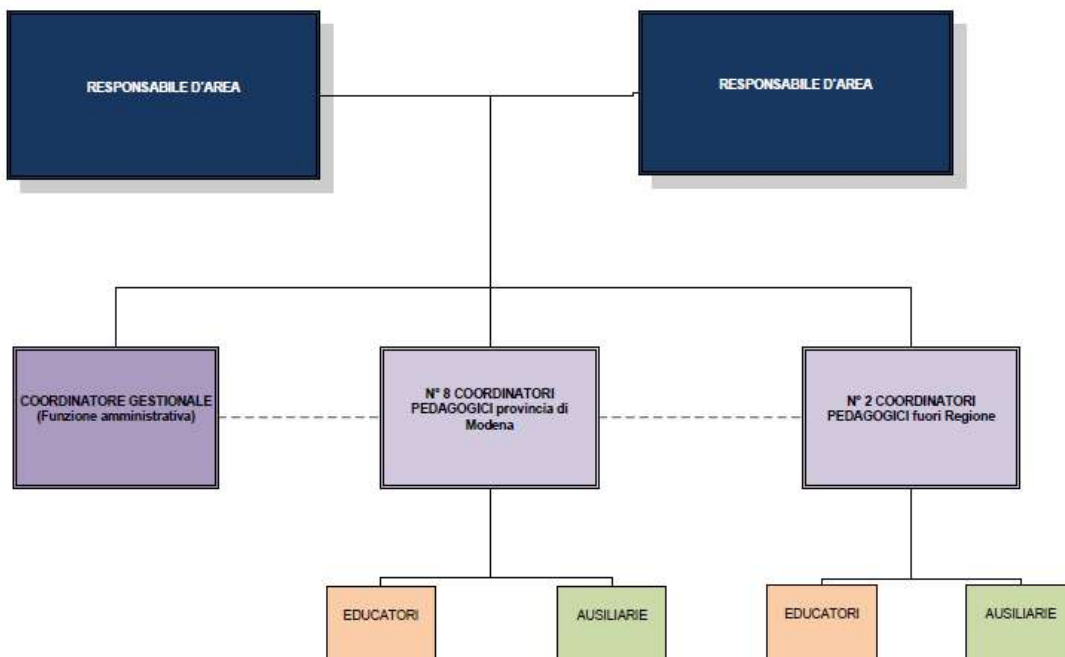 RESPONSABILE D'AREA
RESPONSABILE D'AREA
COORDINATORE GESTIONALE
(Funzione amministrativa)
N° 8 COORDINATORI
PEDAGOGICI provincia di
Modena
N° 2 COORDINATORI
PEDAGOGICI fuori Regione
EDUCATORI
AUSILIARIE
EDUCATORI
AUSILIARIE